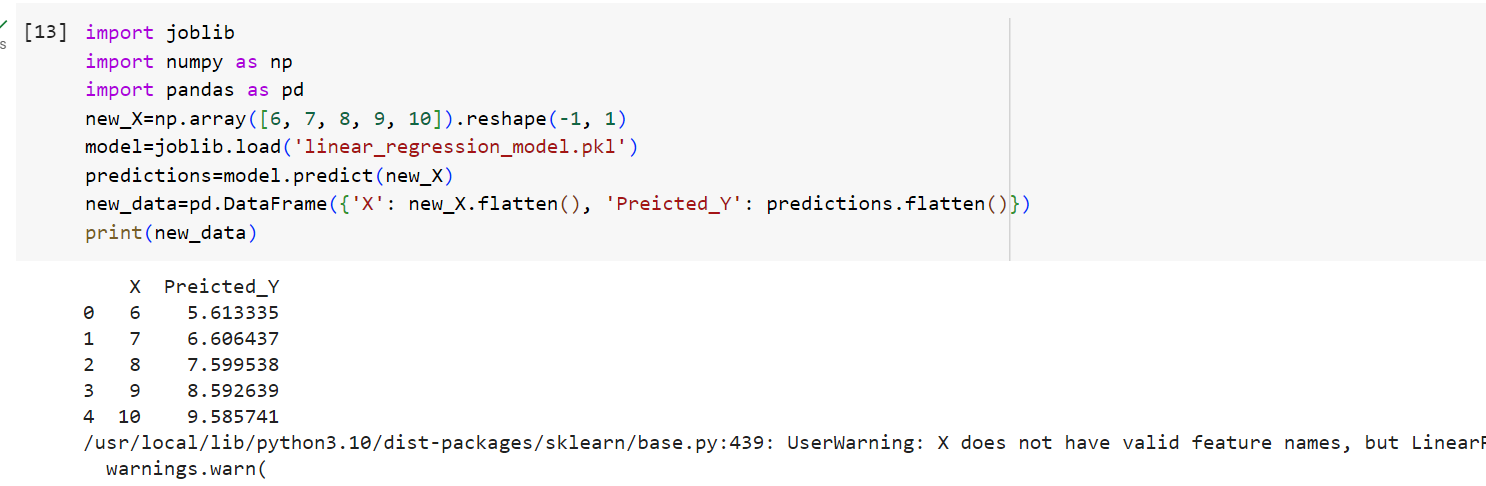 s
[13] import joblib
import numpy as np
import pandas as pd
new_X=np.array([6, 7, 8, 9, 10]).reshape(-1, 1)
model=joblib.load('linear_regression_model.pkl')
predictions=model.predict(new_X)
new_data=pd.DataFrame({'X': new_X.flatten(), 'Preicted_Y': predictions.flatten()})
print(new_data)
X Preicted_Y
0 6 5.613335
1 7 6.606437
2 8 7.599538
3 9 8.592639
4 10 9.585741
/usr/local/lib/python3.10/dist-packages/sklearn/base.py:439: UserWarning: X does not have valid feature names, but Linear
warnings.warn(